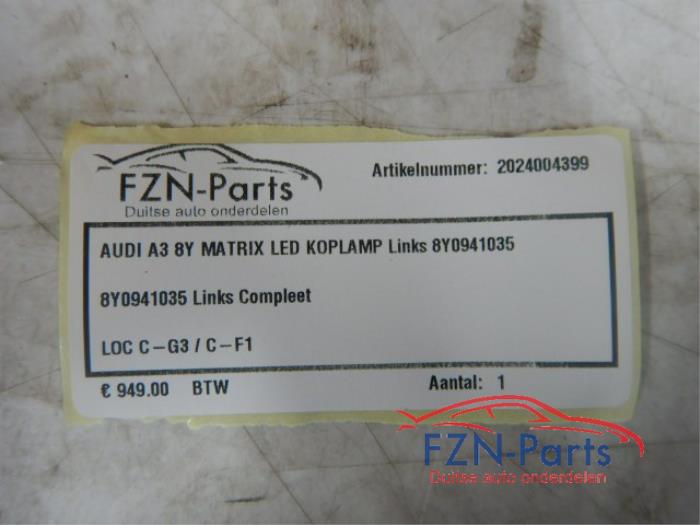 FZN-Parts
Duitse auto onderdelen
Artikelnummer: 2024004399
AUDI A3 8Y MATRIX LED KOPLAMP Links 8Y0941035
8Y0941035 Links Compleet
LOC C-G3 / C-F1
€ 949.00 BTW
Aantal: 1
FZN-Parts
Duitse auto onderdelen